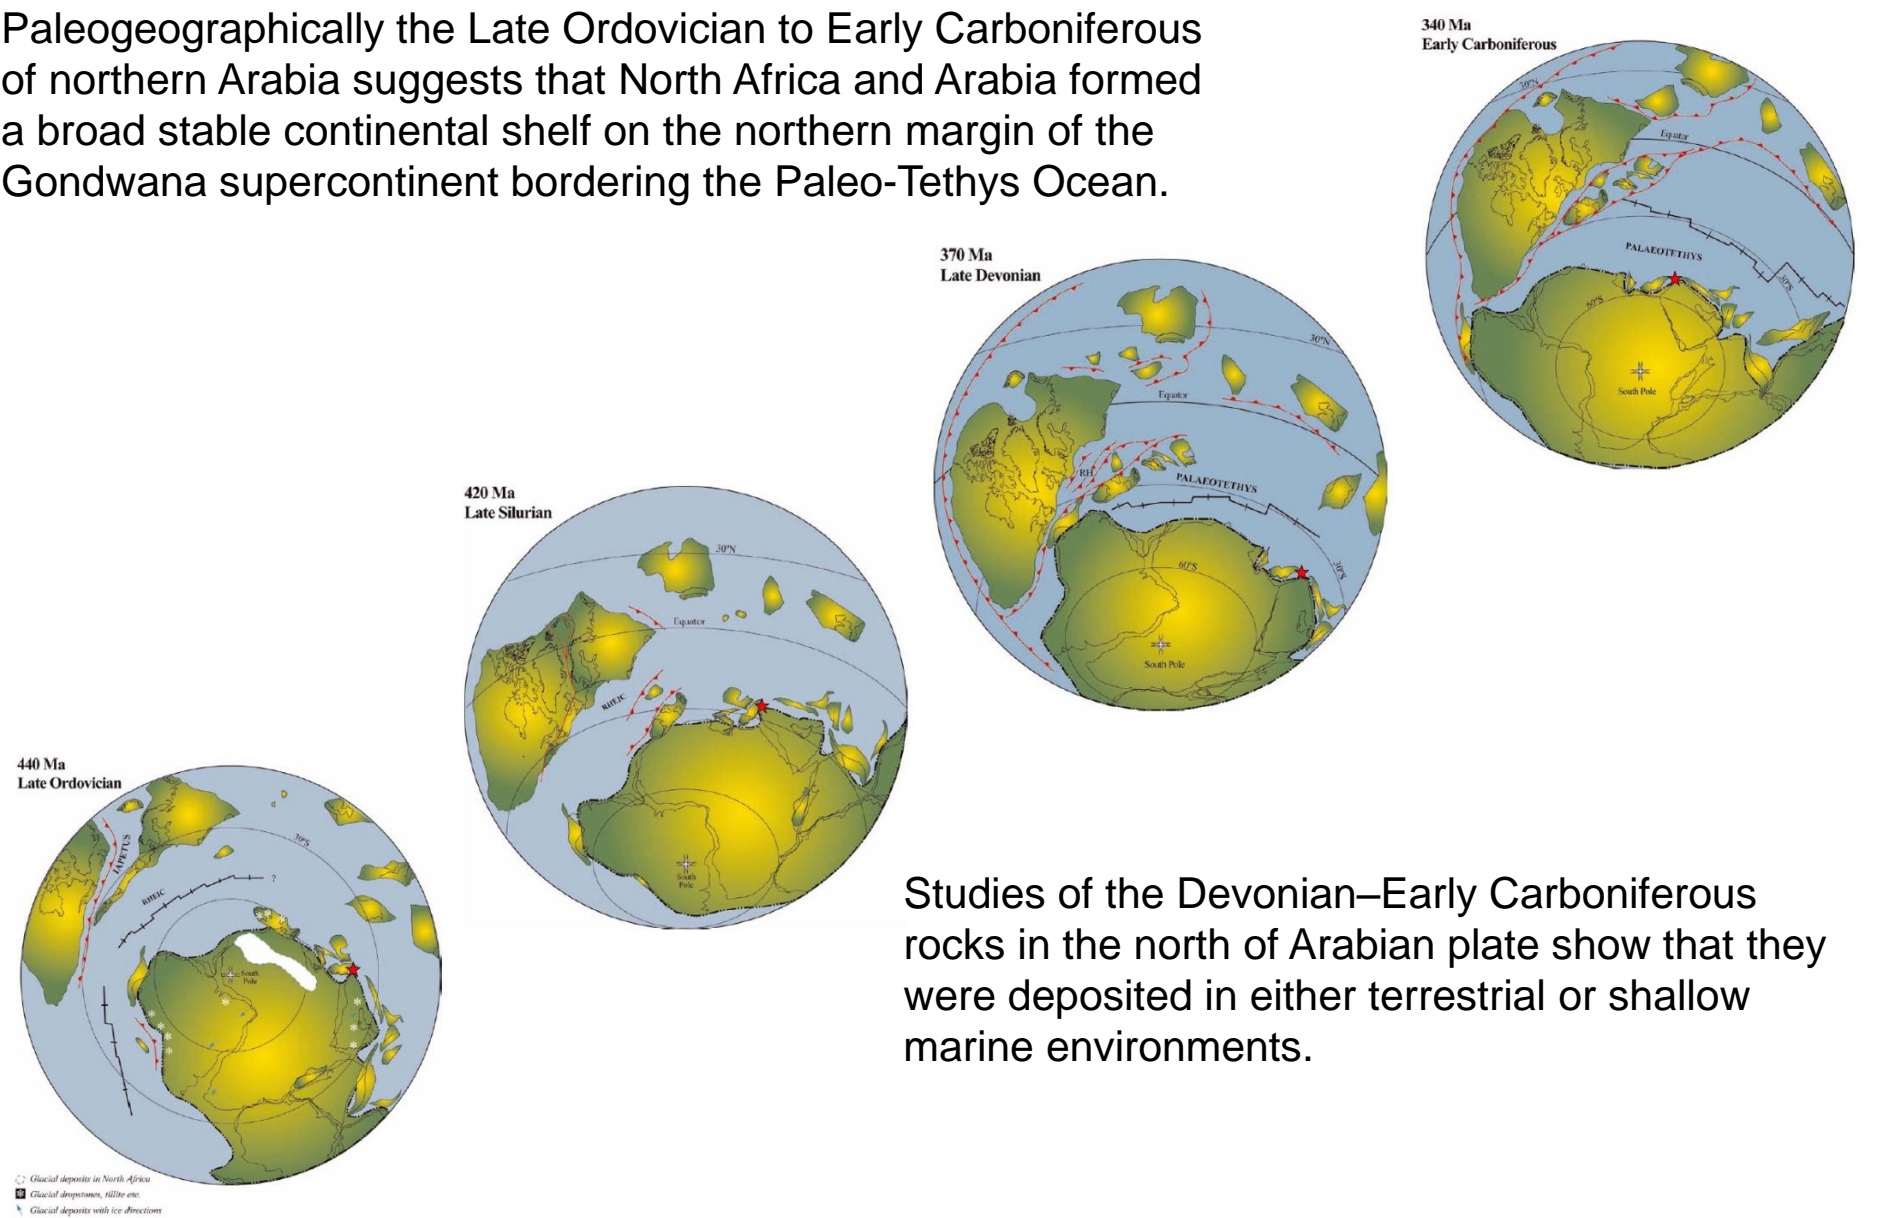 Paleogeographically the Late Ordovician to Early Carboniferous
of northern Arabia suggests that North Africa and Arabia formed
a broad stable continental shelf on the northern margin of the
Gondwana supercontinent bordering the Paleo-Tethys Ocean.
340 Ma
Early Carboniferous
30°N
Equator
PALAEOTETHYS
30°S
60°S
South Pole
370 Ma
Late Devonian
30°N
Equator
RH
PALAEOTETHYS
60°S
30°S
South Pole
420 Ma
Late Silurian
30°N
Equator
RHEIC
South
Pole
440 Ma
Late Ordovician
IAPETUS
30°S
RHEIC
?
South
Pole
Glacial deposits in North Africa
Glacial dropstones, tillite etc.
Glacial deposits with ice directions
Studies of the Devonian–Early Carboniferous
rocks in the north of Arabian plate show that they
were deposited in either terrestrial or shallow
marine environments.